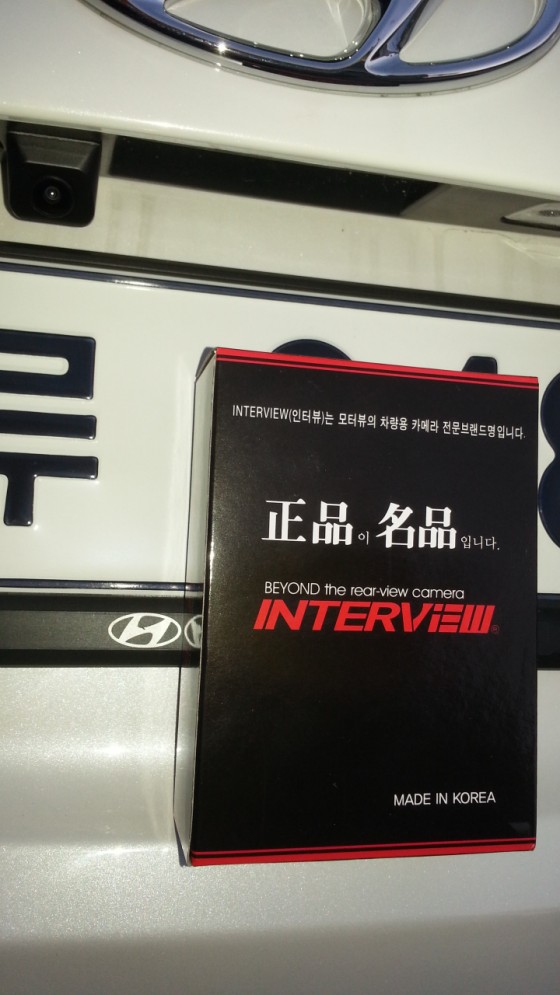 루
INTERVIEW(인터뷰)는 모터뷰의 차량용 카메라 전문브랜드명입니다.
正品이 名品입니다.
BEYOND the rear-view camera
INTERVIEW
MADE IN KOREA